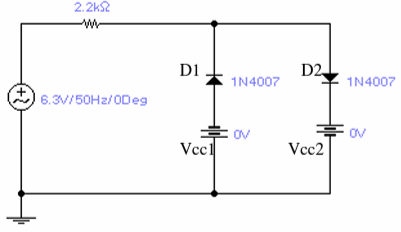 2.2kΩ
D1
1N4007
D2
1N4007
6.3V/50Hz/0Deg
0V
Vcc1
0V
Vcc2